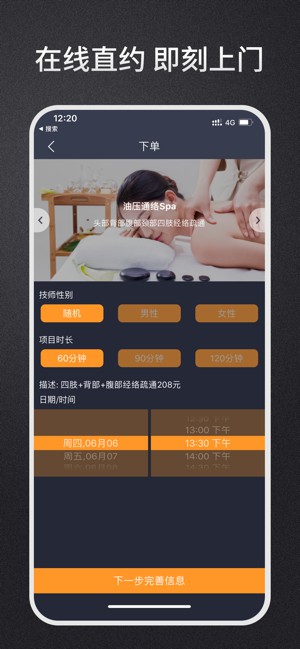 在线直约 即刻上门
12:20
4G
◀ 搜索
下单
油压通络Spa
头部背部腹部颈部四肢经络疏通
技师性别
随机
男性
女性
项目时长
60分钟
90分钟
120分钟
描述: 四肢+背部+腹部经络疏通208元
日期/时间
12:30 下午
13:00 下午
周四,06月06
13:30 下午
周五,06月07
14:00 下午
周六,06月08
14:30 下午
下一步完善信息